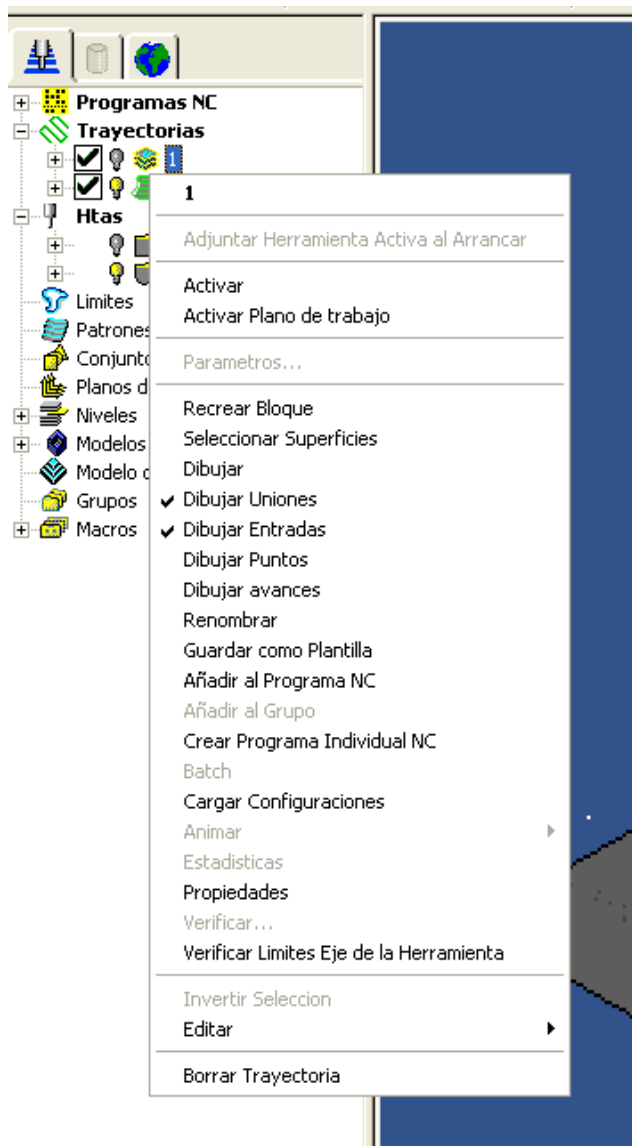 Programas NC
Trayectorias
1
Htas
Limites
Patrones
Conjunto
Planos d
Niveles
Modelos
Modelo
Grupos
Macros
1
Adjuntar Herramienta Activa al Arrancar
Activar
Activar Plano de trabajo
Parametros...
Recrear Bloque
Seleccionar Superficies
Dibujar
Dibujar Uniones
Dibujar Entradas
Dibujar Puntos
Dibujar avances
Renombrar
Guardar como Plantilla
Añadir al Programa NC
Añadir al Grupo
Crear Programa Individual NC
Batch
Cargar Configuraciones
Animar
Estadisticas
Propiedades
Verificar...
Verificar Limites Eje de la Herramienta
Invertir Seleccion
Editar
Borrar Trayectoria